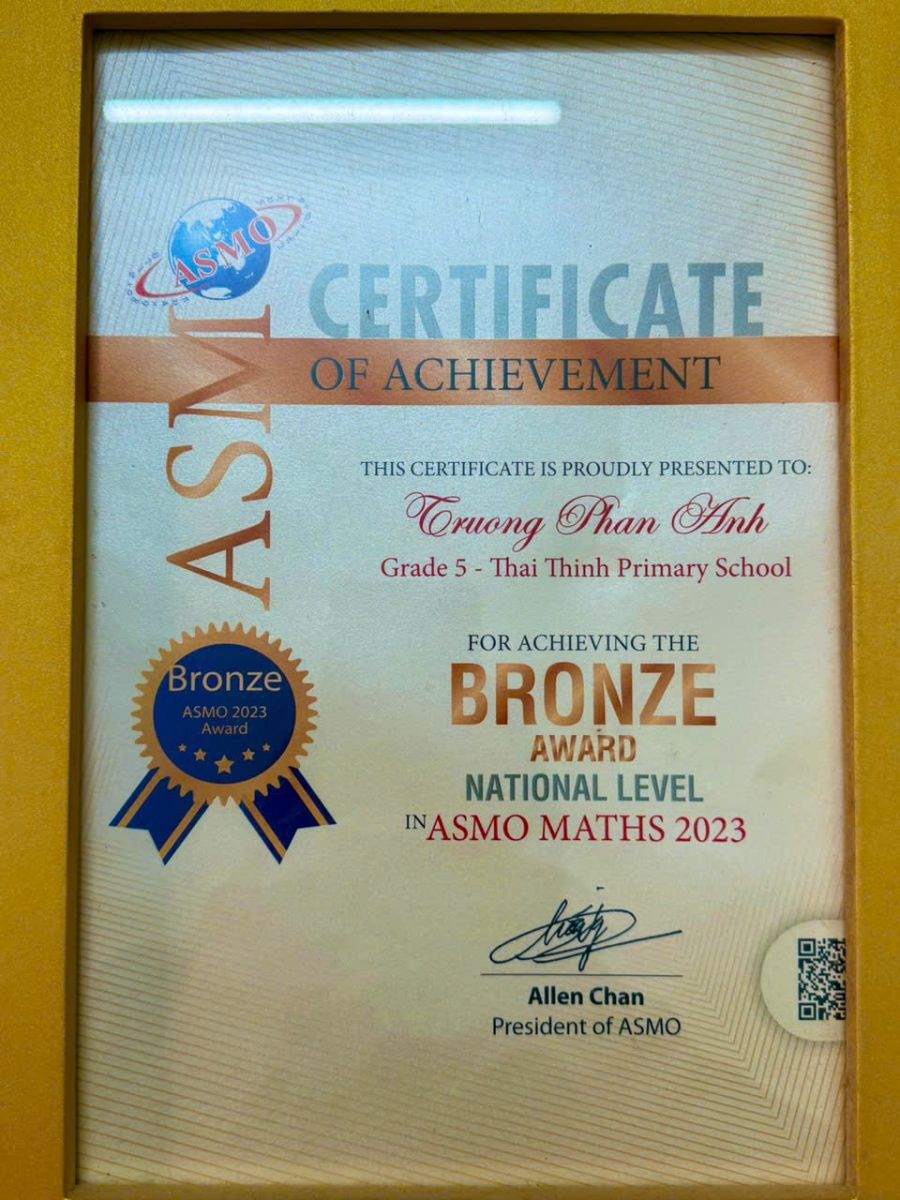 ASMO
CERTIFICATE
OF ACHIEVEMENT
ASMO
THIS CERTIFICATE IS PROUDLY PRESENTED TO:
Truong Phan Anh
Grade 5 - Thai Thinh Primary School
FOR ACHIEVING THE
BRONZE
AWARD
NATIONAL LEVEL
IN ASMO MATHS 2023
Bronze
ASMO 2023
Award
Allen Chan
President of ASMO